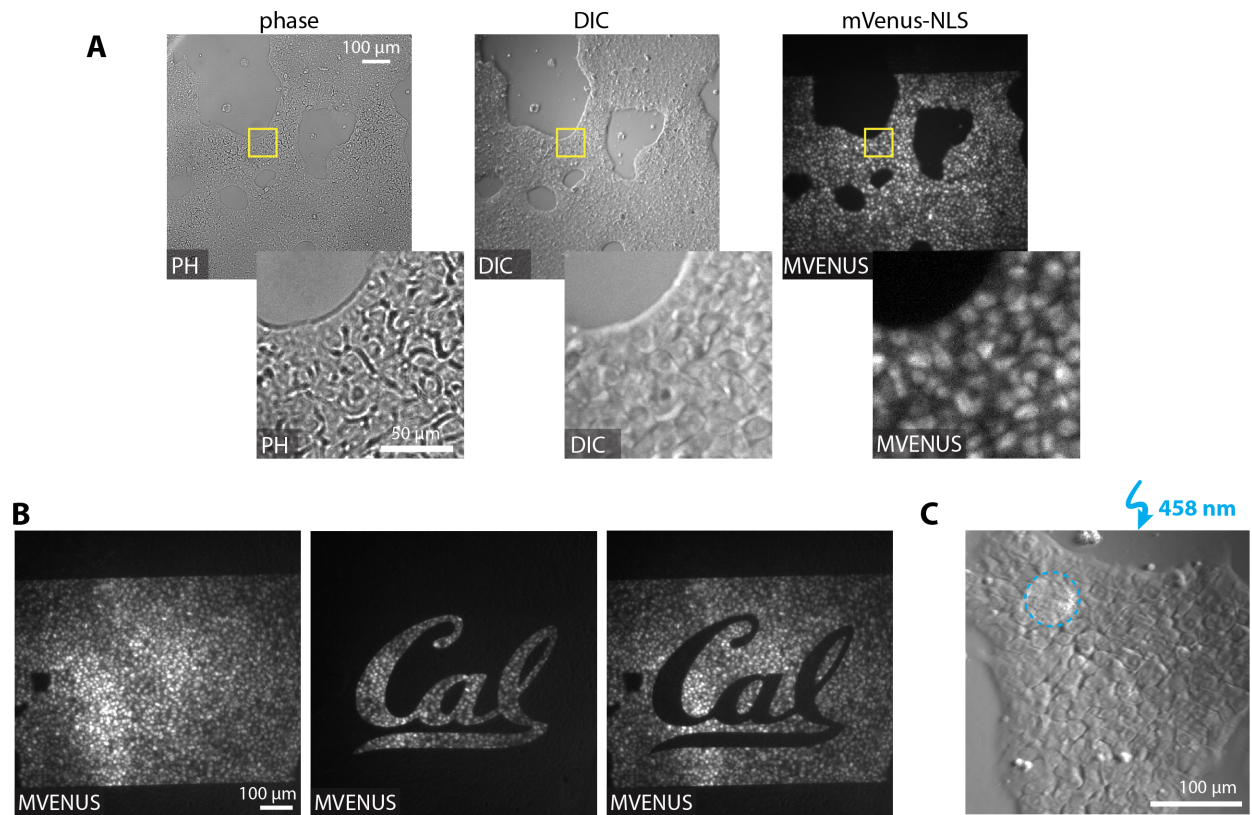 phase
DIC
mVenus-NLS
A
100 µm
PH
DIC
MVENUS
50 µm
PH
DIC
MVENUS
B
C
458 nm
Cal
Cal
100 µm
MVENUS
MVENUS
MVENUS
100 µm